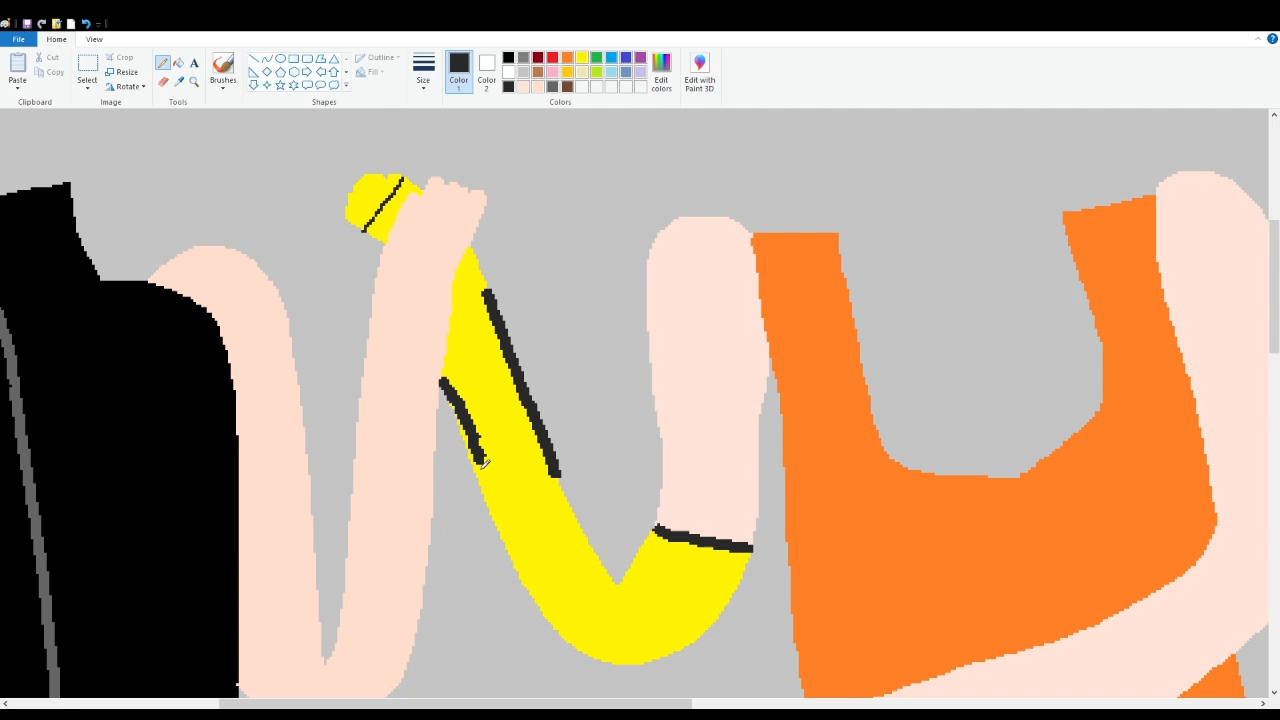 File Home View
Paste Cut Copy
Clipboard
Select Crop Resize Rotate
Image
A
Tools
Brushes
Outline
Fill
Shapes
Size
Color 1
Color 2
Edit colors
Colors
Edit with Paint 3D
?